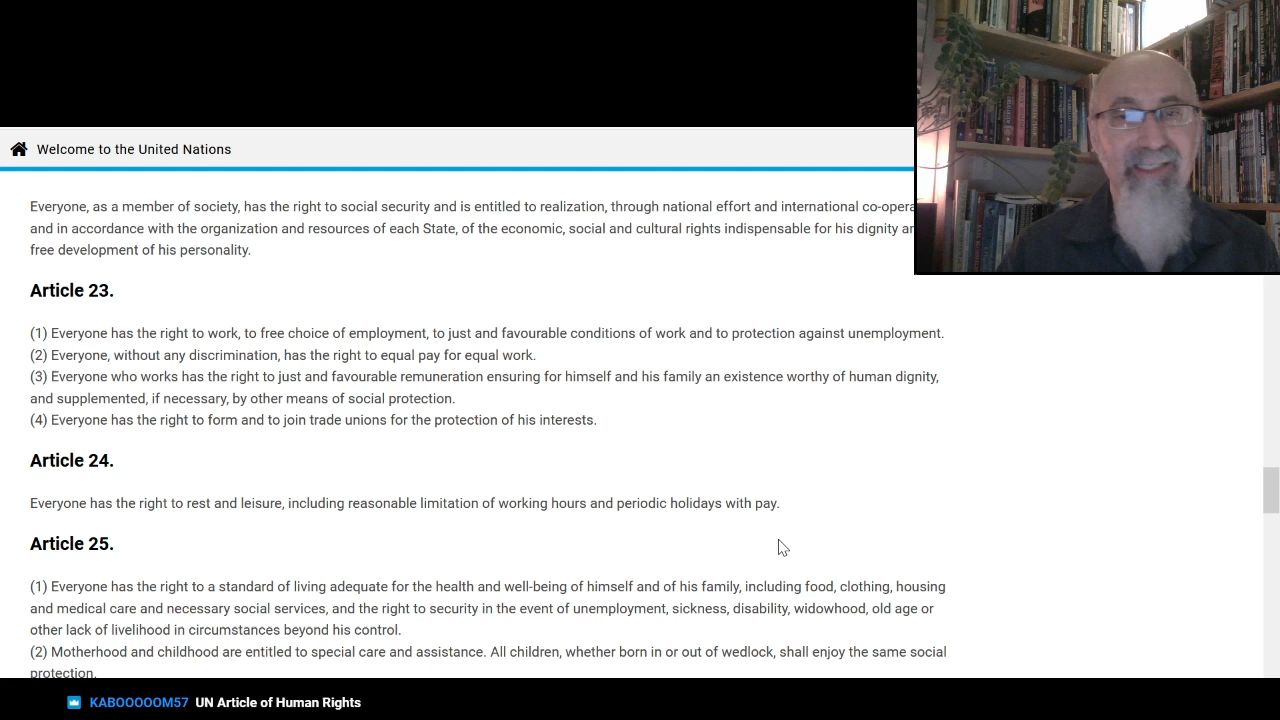 Welcome to the United Nations
Everyone, as a member of society, has the right to social security and is entitled to realization, through national effort and international
and in accordance with the organization and resources of each State, of the economic, social and cultural rights indispensable for his dignity
free development of his personality.
Article 23.
(1) Everyone has the right to work, to free choice of employment, to just and favourable conditions of work and to protection against unemployment.
(2) Everyone, without any discrimination, has the right to equal pay for equal work.
(3) Everyone who works has the right to just and favourable remuneration ensuring for himself and his family an existence worthy of human dignity,
and supplemented, if necessary, by other means of social protection.
(4) Everyone has the right to form and to join trade unions for the protection of his interests.
Article 24.
Everyone has the right to rest and leisure, including reasonable limitation of working hours and periodic holidays with pay.
Article 25.
(1) Everyone has the right to a standard of living adequate for the health and well-being of himself and of his family, including food, clothing, housing
and medical care and necessary social services, and the right to security in the event of unemployment, sickness, disability, widowhood, old age or
other lack of livelihood in circumstances beyond his control.
(2) Motherhood and childhood are entitled to special care and assistance. All children, whether born in or out of wedlock, shall enjoy the same social
protection.
KABOOOOOM57 UN Article of Human Rights